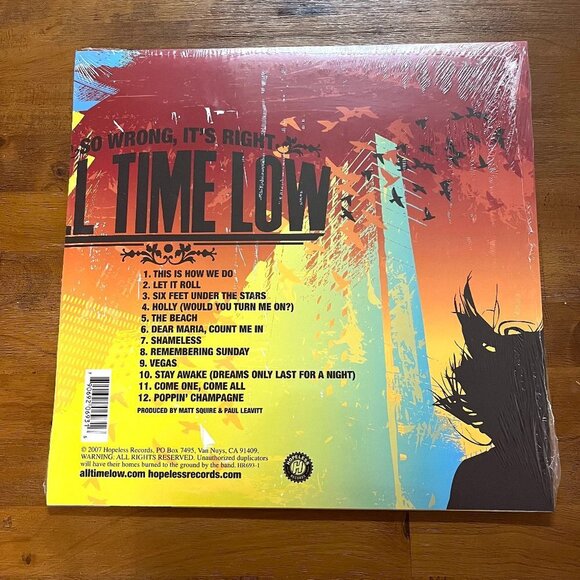 SO WRONG, IT'S RIGHT
LL TIME LOW
1. THIS IS HOW WE DO
2. LET IT ROLL
3. SIX FEET UNDER THE STARS
4. HOLLY (WOULD YOU TURN ME ON?)
5. THE BEACH
6. DEAR MARIA, COUNT ME IN
7. SHAMELESS
8. REMEMBERING SUNDAY
9. VEGAS
10. STAY AWAKE (DREAMS ONLY LAST FOR A NIGHT)
11. COME ONE, COME ALL
12. POPPIN' CHAMPAGNE
PRODUCED BY MATT SQUIRE & PAUL LEAVITT
© 2007 Hopeless Records, PO Box 7495, Van Nuys, CA 91409.
WARNING: ALL RIGHTS RESERVED. Unauthorized duplicators
will have their homes burned to the ground by the band. HR693-1
alltimelow.com hopelessrecords.com